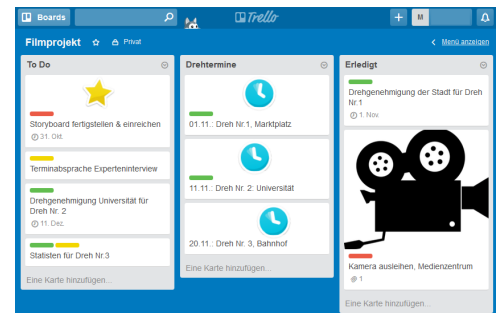 Boards
Trello
M
Filmprojekt
Privat
Menü anzeigen
To Do
Storyboard fertigstellen & einreichen
31. Okt.
Terminabsprache Experteninterview
Drehgenehmigung Universität für
Dreh Nr. 2
11. Dez.
Statisten für Dreh Nr.3
Eine Karte hinzufügen...
Drehtermine
01.11.: Dreh Nr.1, Marktplatz
11.11.: Dreh Nr. 2: Universität
20.11.: Dreh Nr. 3, Bahnhof
Eine Karte hinzufügen...
Erledigt
Drehgenehmigung der Stadt für Dreh
Nr.1
1. Nov.
Kamera ausleihen, Medienzentrum
1
Eine Karte hinzufügen...